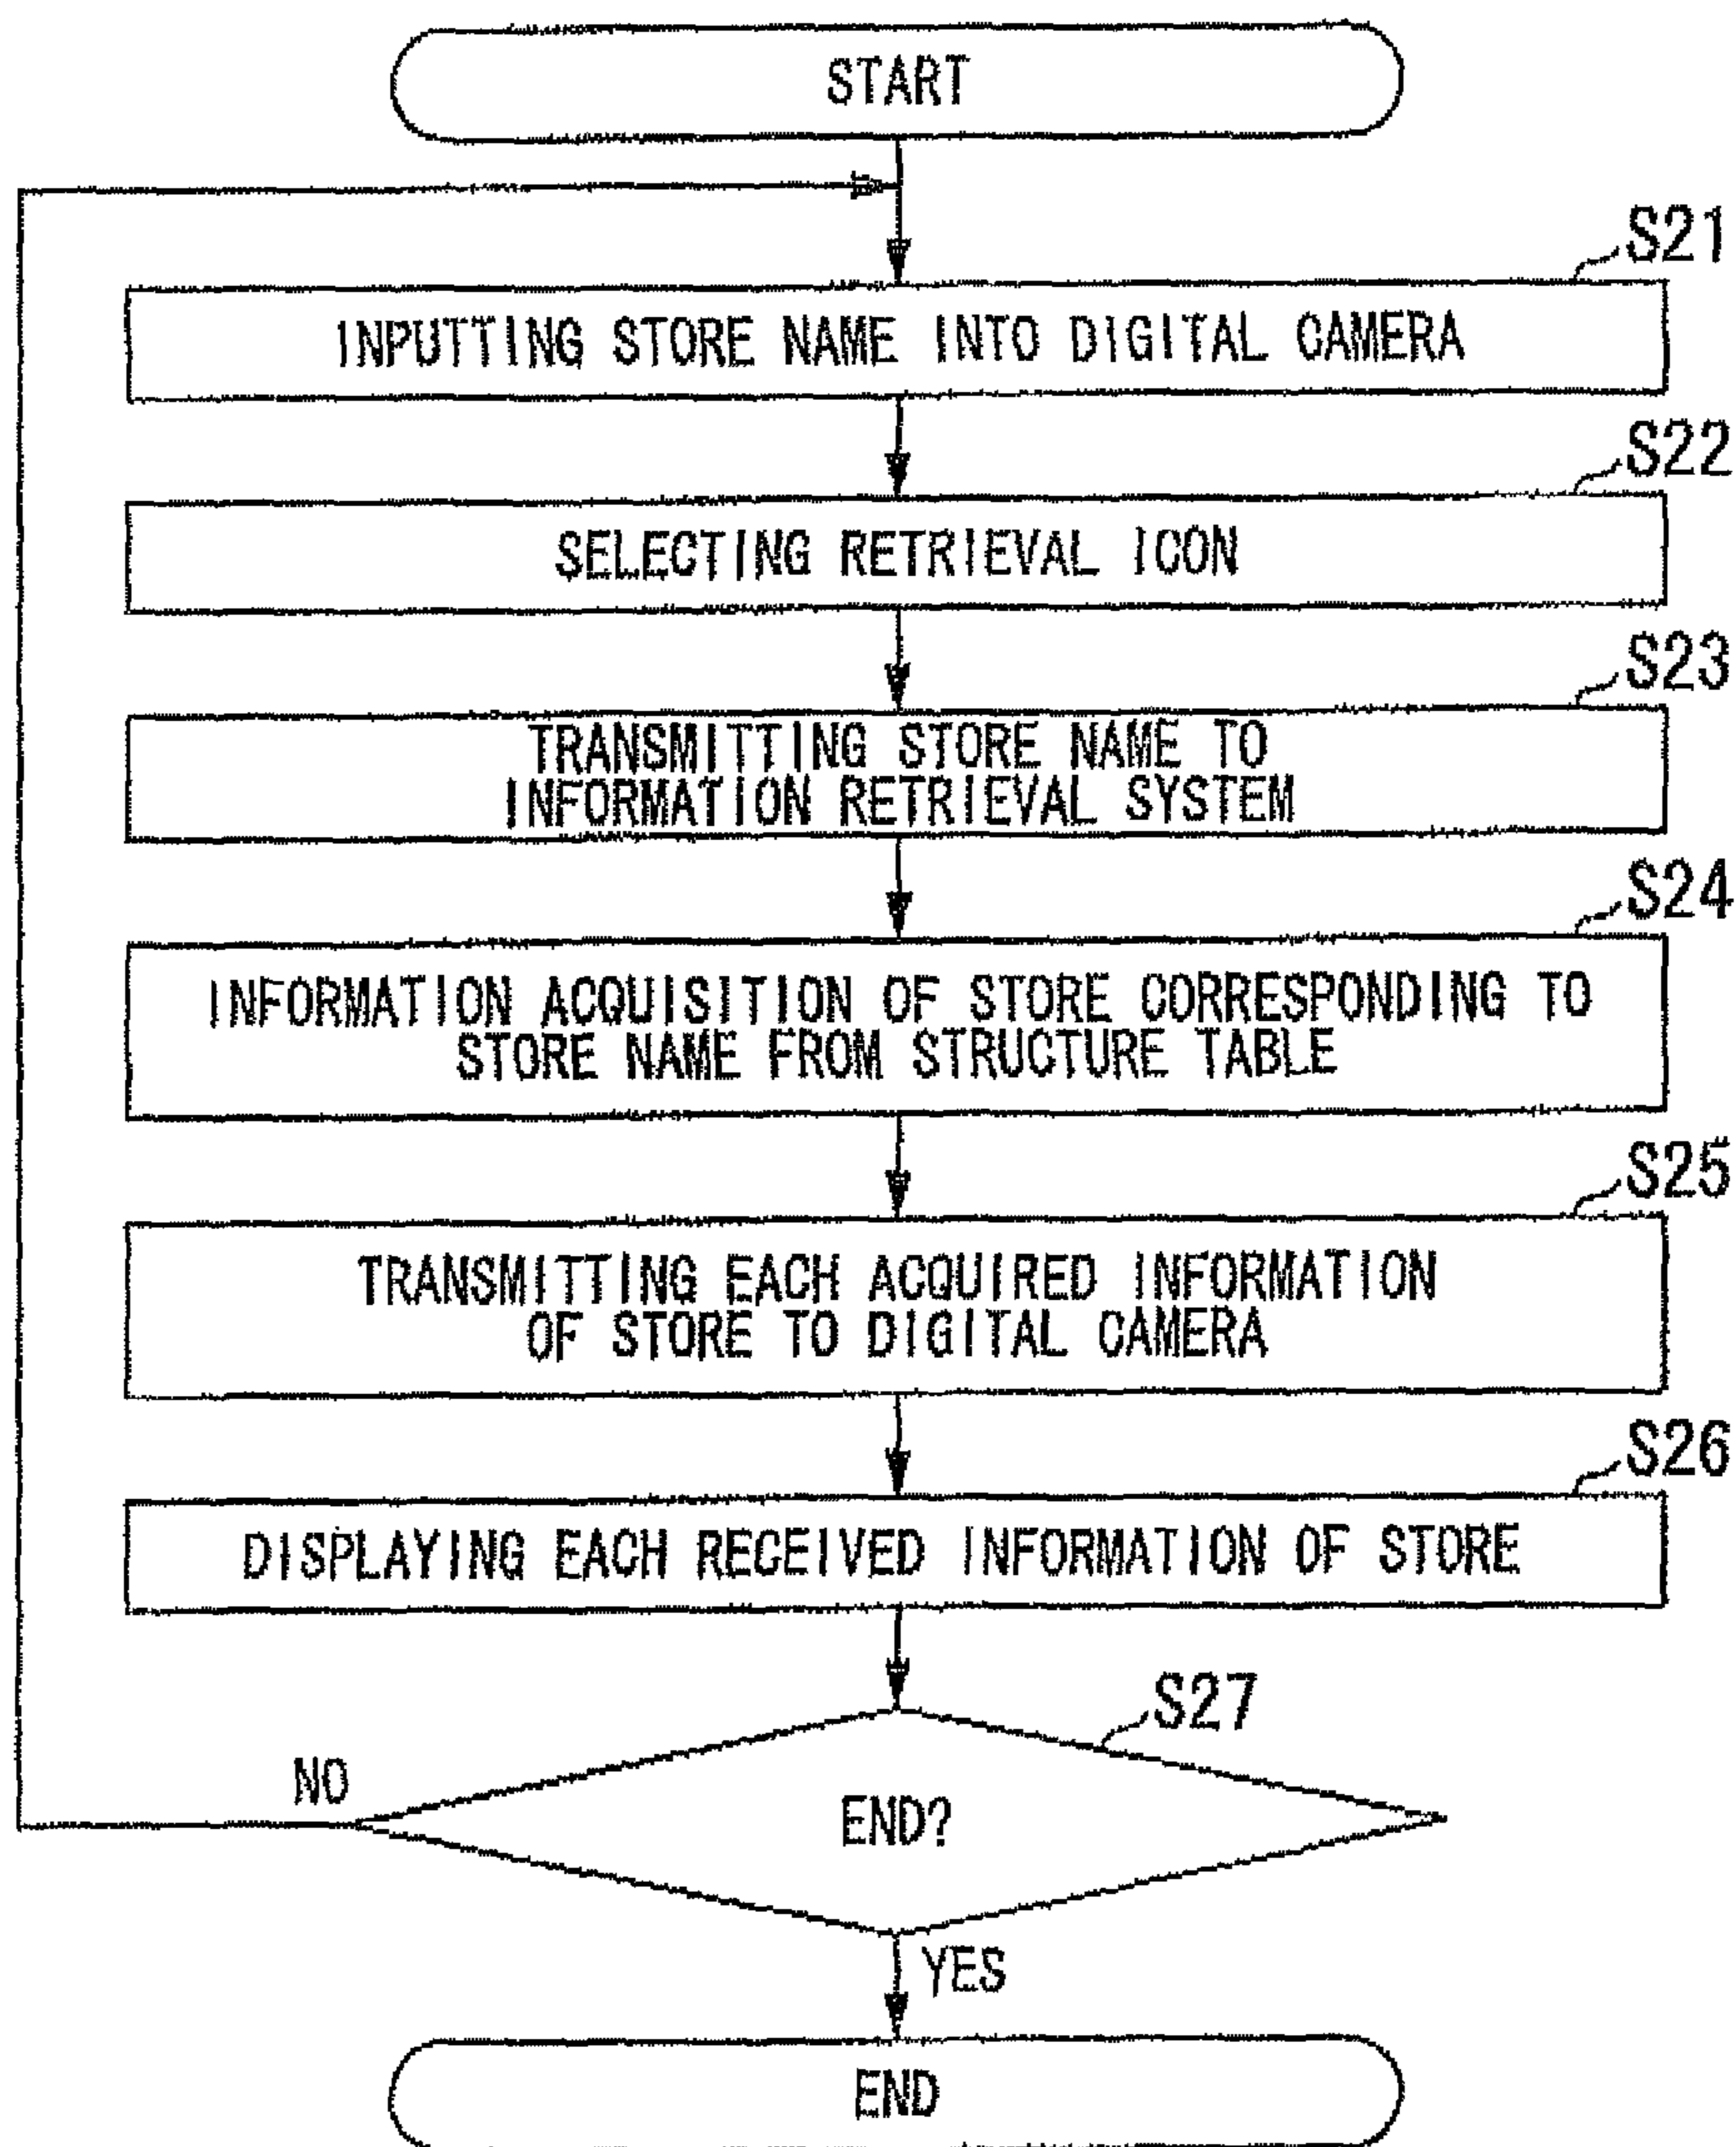 START
S21
INPUTTING STORE NAME INTO DIGITAL CAMERA
S22
SELECTING RETRIEVAL ICON
S23
TRANSMITTING STORE NAME TO
INFORMATION RETRIEVAL SYSTEM
S24
INFORMATION ACQUISITION OF STORE CORRESPONDING TO
STORE NAME FROM STRUCTURE TABLE
S25
TRANSMITTING EACH ACQUIRED INFORMATION
OF STORE TO DIGITAL CAMERA
S26
DISPLAYING EACH RECEIVED INFORMATION OF STORE
S27
NO
END?
YES
END